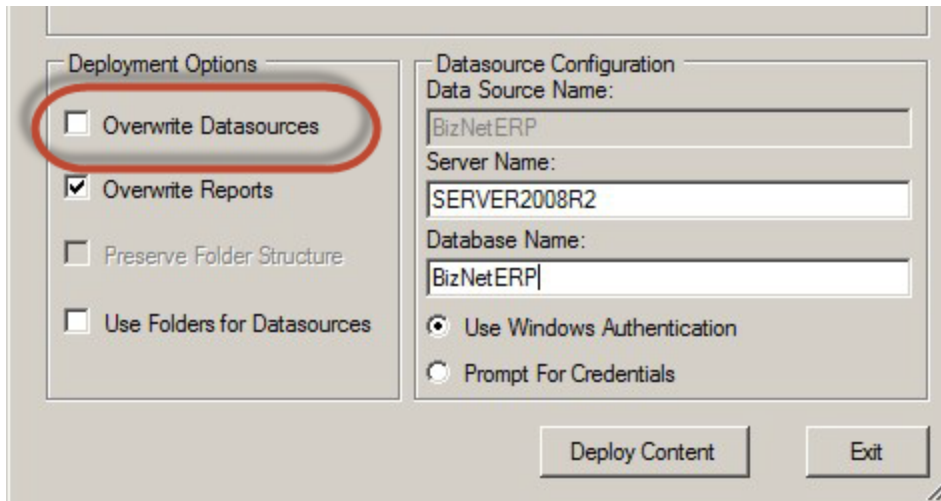 Deployment Options
Overwrite Datasources
Overwrite Reports
Preserve Folder Structure
Use Folders for Datasources
Datasource Configuration
Data Source Name:
BizNetERP
Server Name:
SERVER2008R2
Database Name:
BizNetERP
Use Windows Authentication
Prompt For Credentials
Deploy Content
Exit